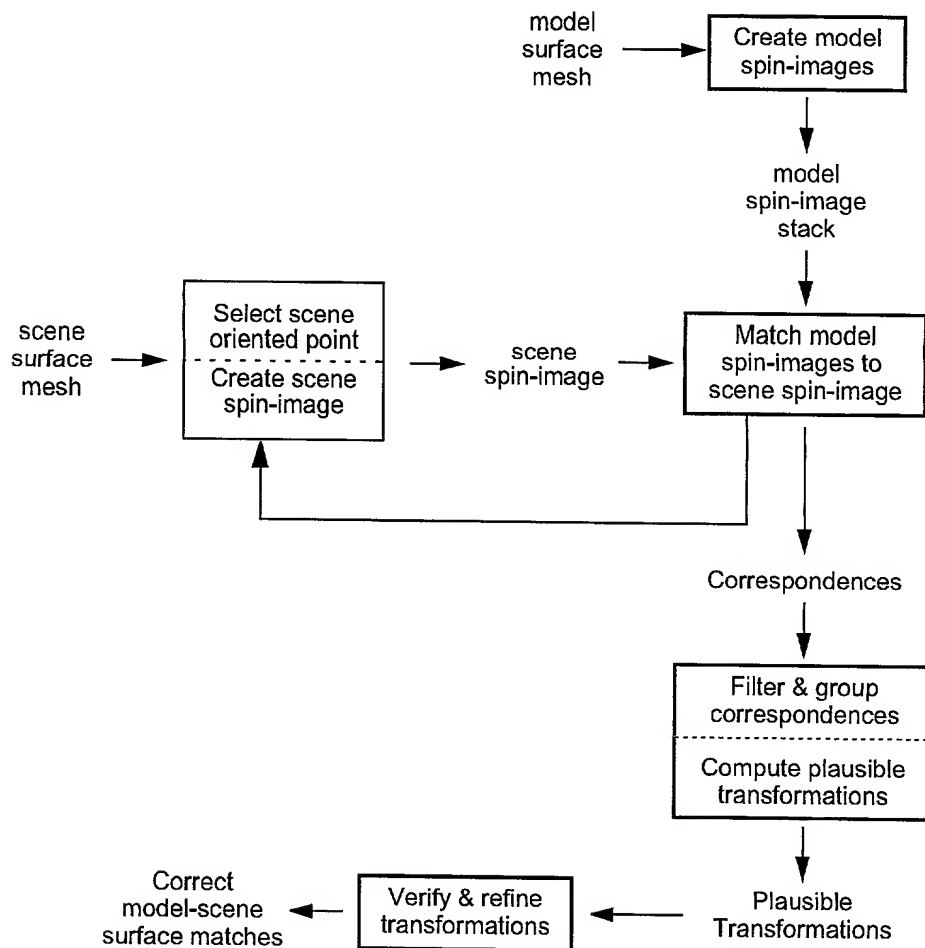 model
surface
mesh
Create model
spin-images
model
spin-image
stack
scene
surface
mesh
Select scene
oriented point
Create scene
spin-image
scene
spin-image
Match model
spin-images to
scene spin-image
Correspondences
Filter & group
correspondences
Compute plausible
transformations
Plausible
Transformations
Verify & refine
transformations
Correct
model-scene
surface matches